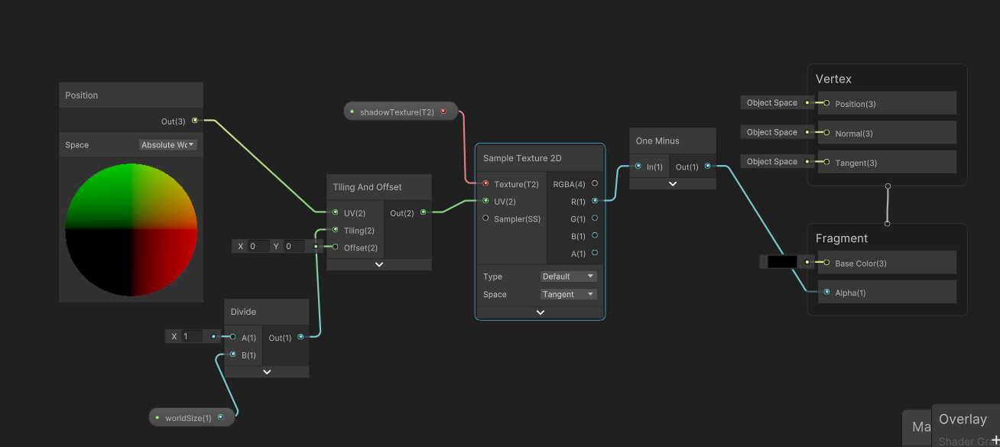 Position
Out(3)
Space
Absolute Wo
shadowTexture(T2)
Tiling And Offset
UV(2)
Out(2)
Tiling(2)
Offset(2)
X 0 Y 0
Divide
X 1
A(1)
Out(1)
B(1)
worldSize(1)
Sample Texture 2D
Texture(T2)
RGBA(4)
UV(2)
R(1)
Sampler(SS)
G(1)
B(1)
A(1)
Type
Default
Space
Tangent
One Minus
In(1)
Out(1)
Vertex
Object Space
Position(3)
Object Space
Normal(3)
Object Space
Tangent(3)
Fragment
Base Color(3)
Alpha(1)
Ma
Overlay
Shader Gra